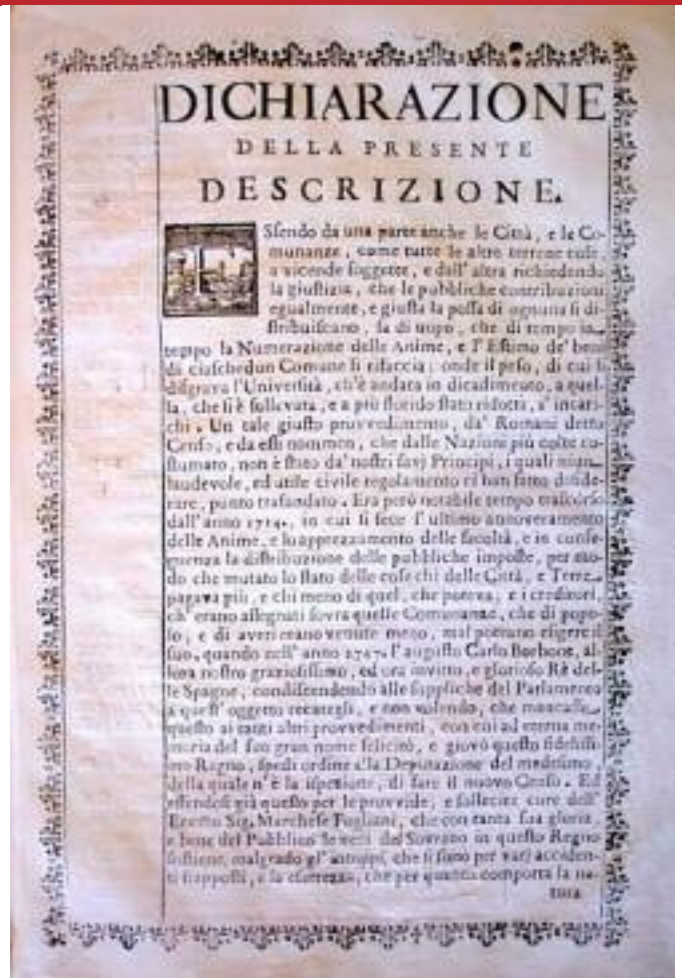 DICHIARAZIONE
DELLA PRESENTE
DESCRIZIONE.
Sſendo da una parte anche le Città, e le Co-
munanze, come tutte le altre terrene coſe,
a vicende ſoggette, e dall' altra richiedendo
la giuſtizia, che le pubbliche contribuzioni
egualmente, e giuſta la poſſa di ognuna ſi di-
ſtribuiſcano, fa di uopo, che di tempo in
tempo la Numerazione delle Anime, e l'Eſtimo de' beni
di ciaſchedun Comune ſi rifaccia; onde il peſo, di cui ſi
diſgrava l'Univerſità, ch'è andata in dicadimento, a quel-
la, che ſi è ſollevata, e a più florido ſtato ridotta, s' incari-
chi. Un tale giuſto provvedimento, da' Romani detto
Cenſo, e da eſſi nommen, che dalle Nazioni più colte co-
ſtumato, non è ſtato da' noſtri ſavj Principi, i quali niun
laudevole, ed utile civile regolamento ci han fatto deſide-
rare, punto traſandato. Era però notabile tempo traſcorſo
dall' anno 1714., in cui ſi fece l' ultimo annoveramento
delle Anime, e lo apprezzamento delle facoltà, e in conſe-
guenza la diſtribuzione delle pubbliche impoſte, per mo-
do che mutato lo ſtato delle coſe chi delle Città, e Terre
pagava più, e chi meno di quel, che poteva, e i creditori,
ch' erano aſſegnati ſovra quelle Comunanze, che di popo-
lo, e di averi erano venute meno, mal potevano eſigere il
ſuo, quando nell' anno 1747. l' auguſto Carlo Borbone, al-
lora noſtro grazioſiſſimo, ed ora invitto, e glorioſo Rè del-
le Spagne, condiſcendendo alle ſuppliche del Parlamento
a queſt' oggetto recategli, e non volendo, che mancaſſe
queſto ai tanti altri provvedimenti, con cui ad eterna me-
moria del ſuo gran nome felicitò, e giovò queſto fideliſſi-
mo Regno, ſpedì ordine alla Deputazione del medeſimo,
della quale n' è la iſpezione, di fare il nuovo Cenſo. Ed
eſſendoſi già queſto per le provvide, e ſollecite cure dell'
Eccmo Sig. Marcheſe Fogliani, che con tanta ſua gloria,
e bene del Pubblico le veci del Sovrano in queſto Regno
ſoſtiene, malgrado gl' intoppi, che ſi ſono per varj acciden-
ti frappoſti, e la eſattezza, che per quanto comporta la na-
tura